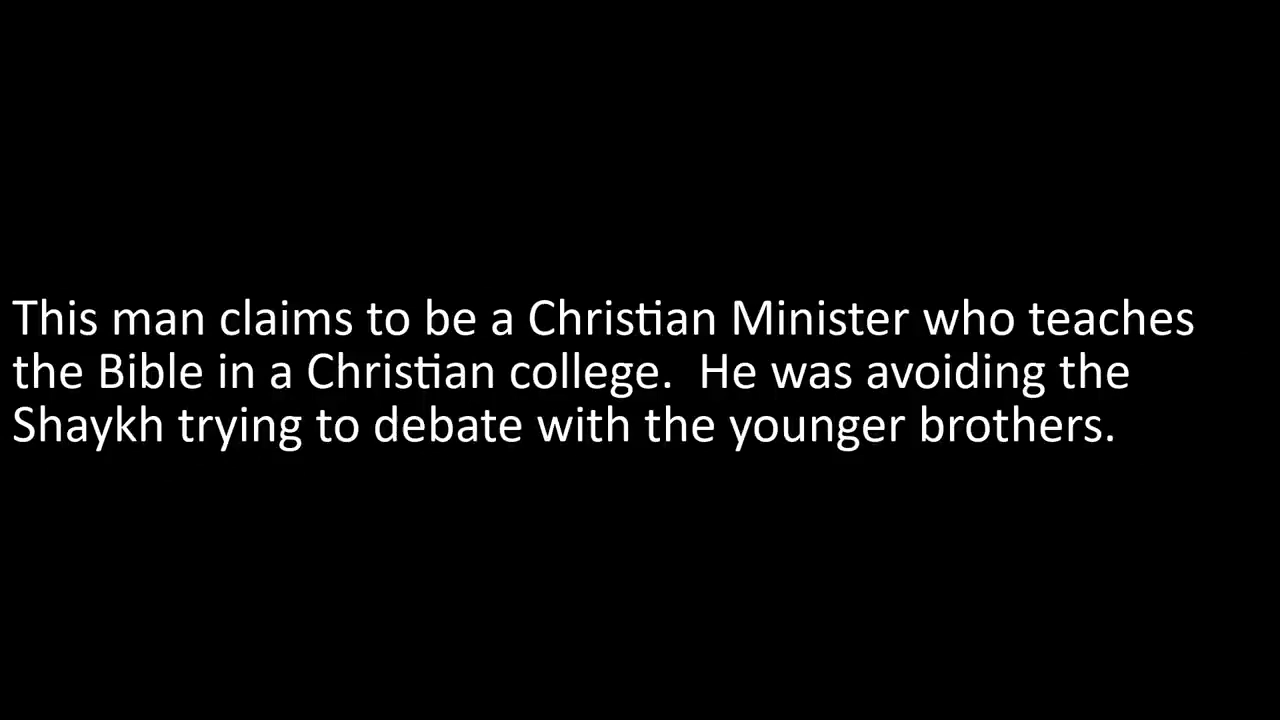 This man claims to be a Christian Minister who teaches
the Bible in a Christian college.  He was avoiding the
Shaykh trying to debate with the younger brothers.